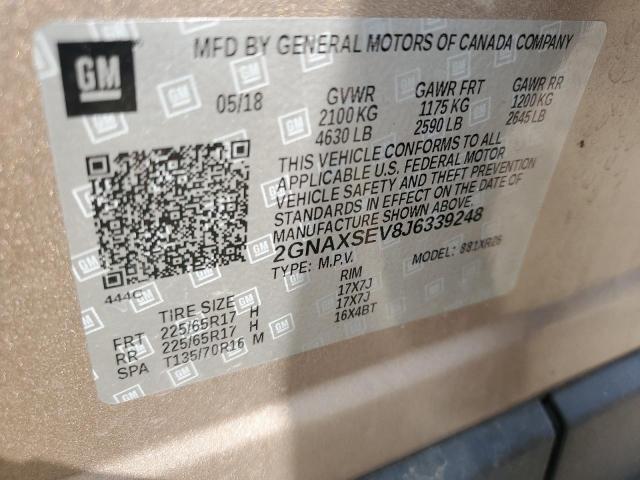 GM
MFD BY GENERAL MOTORS OF CANADA COMPANY
05/18 GVWR GAWR FRT GAWR RR
2100 KG 1175 KG 1200 KG
4630 LB 2590 LB 2645 LB
THIS VEHICLE CONFORMS TO ALL
APPLICABLE U.S. FEDERAL MOTOR
VEHICLE SAFETY AND THEFT PREVENTION
STANDARDS IN EFFECT ON THE DATE OF
MANUFACTURE SHOWN ABOVE.
2GNAXSEV8J6339248
TYPE: M.P.V. MODEL: 881XR26
444C
TIRE SIZE RIM
FRT 225/65R17 H 17X7J
RR 225/65R17 H 17X7J
SPA T135/70R16 M 16X4BT